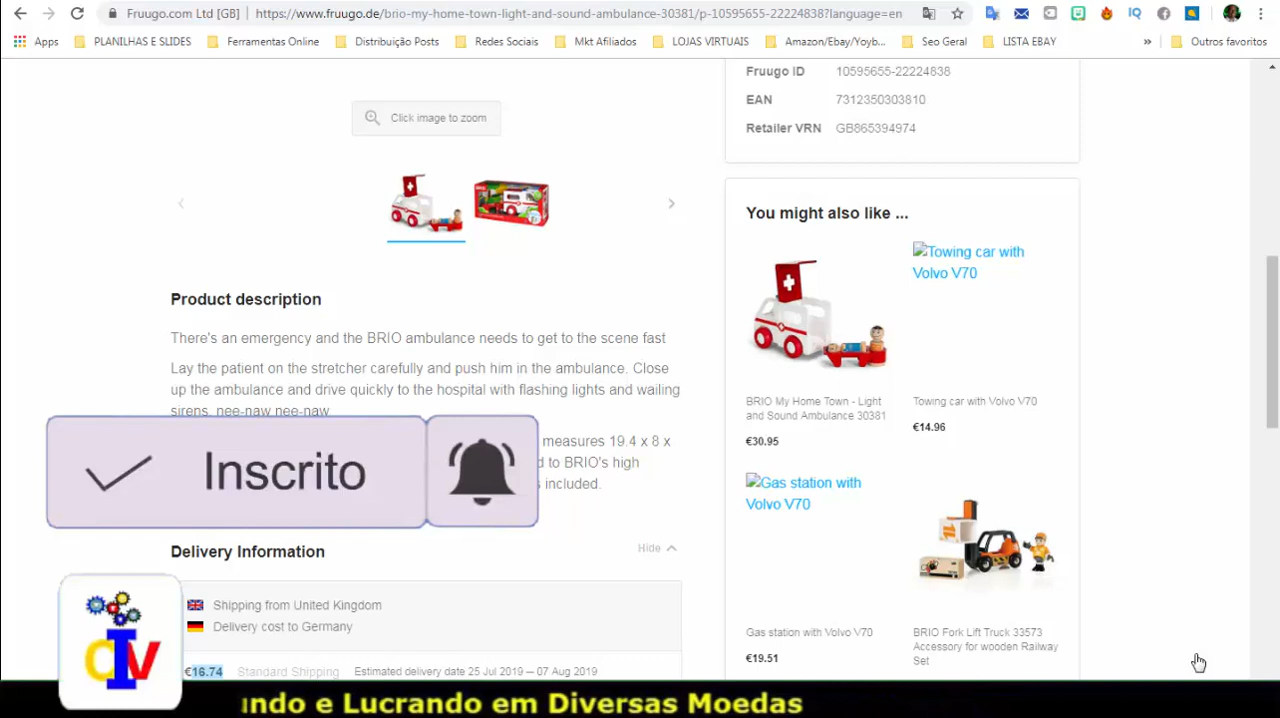 Fruugo.com Ltd [GB] | https://www.fruugo.de/brio-my-home-town-light-and-sound-ambulance-30381/p-10595655-22224838?language=en
Apps PLANILHAS E SLIDES Ferramentas Online Distribuição Posts Redes Sociais Mkt Afiliados LOJAS VIRTUAIS Amazon/Ebay/Yoyb... Seo Geral LISTA EBAY » Outros favoritos
Fruugo ID 10595655-22224838
EAN 7312350303810
Retailer VRN GB865394974
Click image to zoom
Product description
There's an emergency and the BRIO ambulance needs to get to the scene fast
Lay the patient on the stretcher carefully and push him in the ambulance. Close
up the ambulance and drive quickly to the hospital with flashing lights and wailing
sirens, nee-naw nee-naw
measures 19.4 x 8 x
d to BRIO's high
s included.
Inscrito
Delivery Information
Hide
Shipping from United Kingdom
Delivery cost to Germany
€16.74 Standard Shipping Estimated delivery date 25 Jul 2019 — 07 Aug 2019
You might also like ...
Towing car with
Volvo V70
BRIO My Home Town - Light
and Sound Ambulance 30381
€30.95
Towing car with Volvo V70
€14.96
Gas station with
Volvo V70
Gas station with Volvo V70
€19.51
BRIO Fork Lift Truck 33573
Accessory for wooden Railway
Set
undo e Lucrando em Diversas Moedas